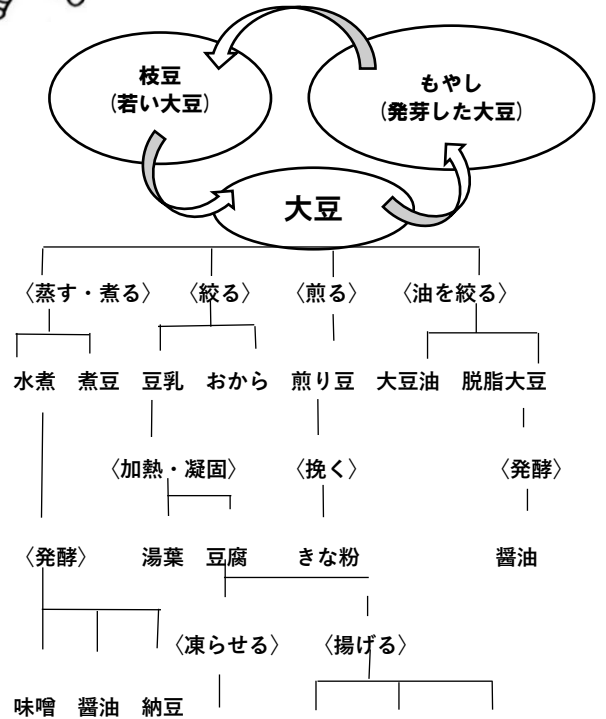 枝豆
(若い大豆)
もやし
(発芽した大豆)
大豆
〈蒸す・煮る〉 〈絞る〉 〈煎る〉 〈油を絞る〉
水煮 煮豆 豆乳 おから 煎り豆 大豆油 脱脂大豆
〈加熱・凝固〉 〈挽く〉 〈発酵〉
〈発酵〉 湯葉 豆腐 きな粉 醤油
〈凍らせる〉 〈揚げる〉
味噌 醤油 納豆